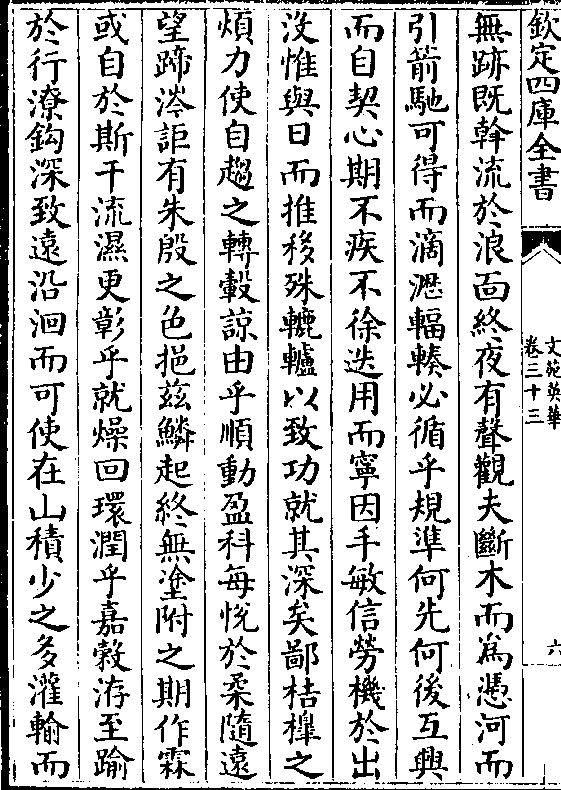 欽定四庫全書
文苑英華
卷三十三
六
無跡既斡流於浪面終夜有聲觀夫斷木而為憑河而
引箭馳可得而滴瀝輻輳必循乎規準何先何後互興
而自契心期不疾不徐迭用而寧因手敏信勞機於出
沒惟與日而推移殊轆轤以致功就其深矣鄙桔槹之
煩力使自趨之轉轂諒由乎順動盈科每恱於柔隨遠
望蹄涔詎有朱殷之色挹兹鱗起終無塗附之期作霖
或自於斯干流濕更彰乎就燥回環潤乎嘉穀洊至踰
於行潦鈎深致遠沿洄而可使在山積少之多灌輸而